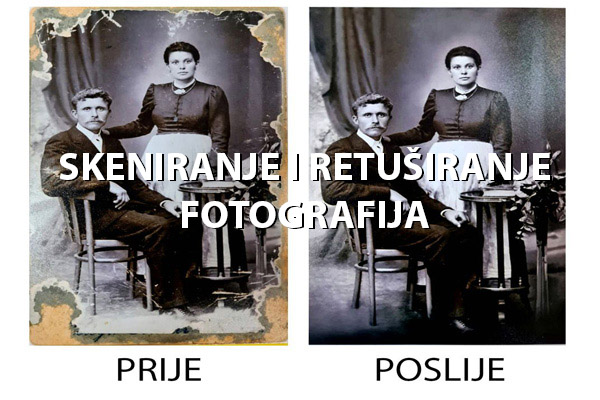 SKENIRANJE I RETUŠIRANJE
FOTOGRAFIJA
PRIJE
POSLIJE